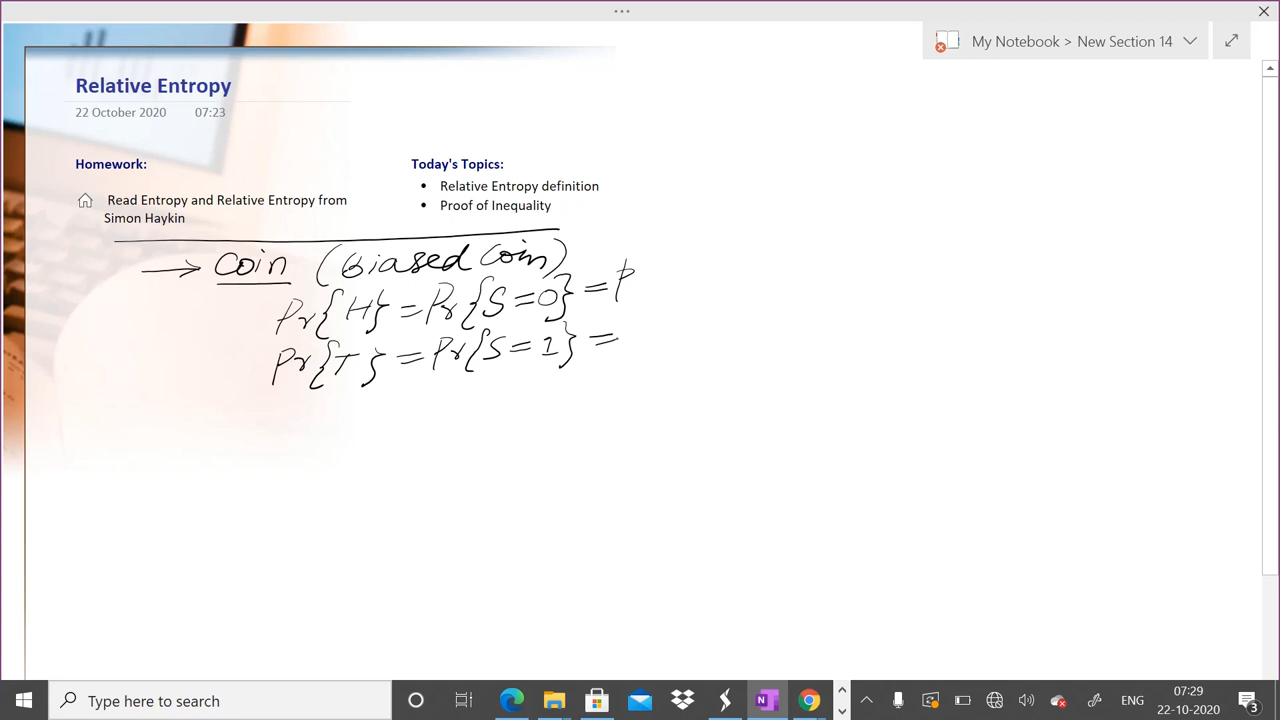 ...
My Notebook > New Section 14
Relative Entropy
22 October 2020 07:23
Homework:
Read Entropy and Relative Entropy from
Simon Haykin
Today's Topics:
• Relative Entropy definition
• Proof of Inequality
→ Coin (biased coin)
Pr{H} = Pr{S=0} = P
Pr{T} = Pr{S=1} =
Type here to search
ENG
07:29
22-10-2020
3